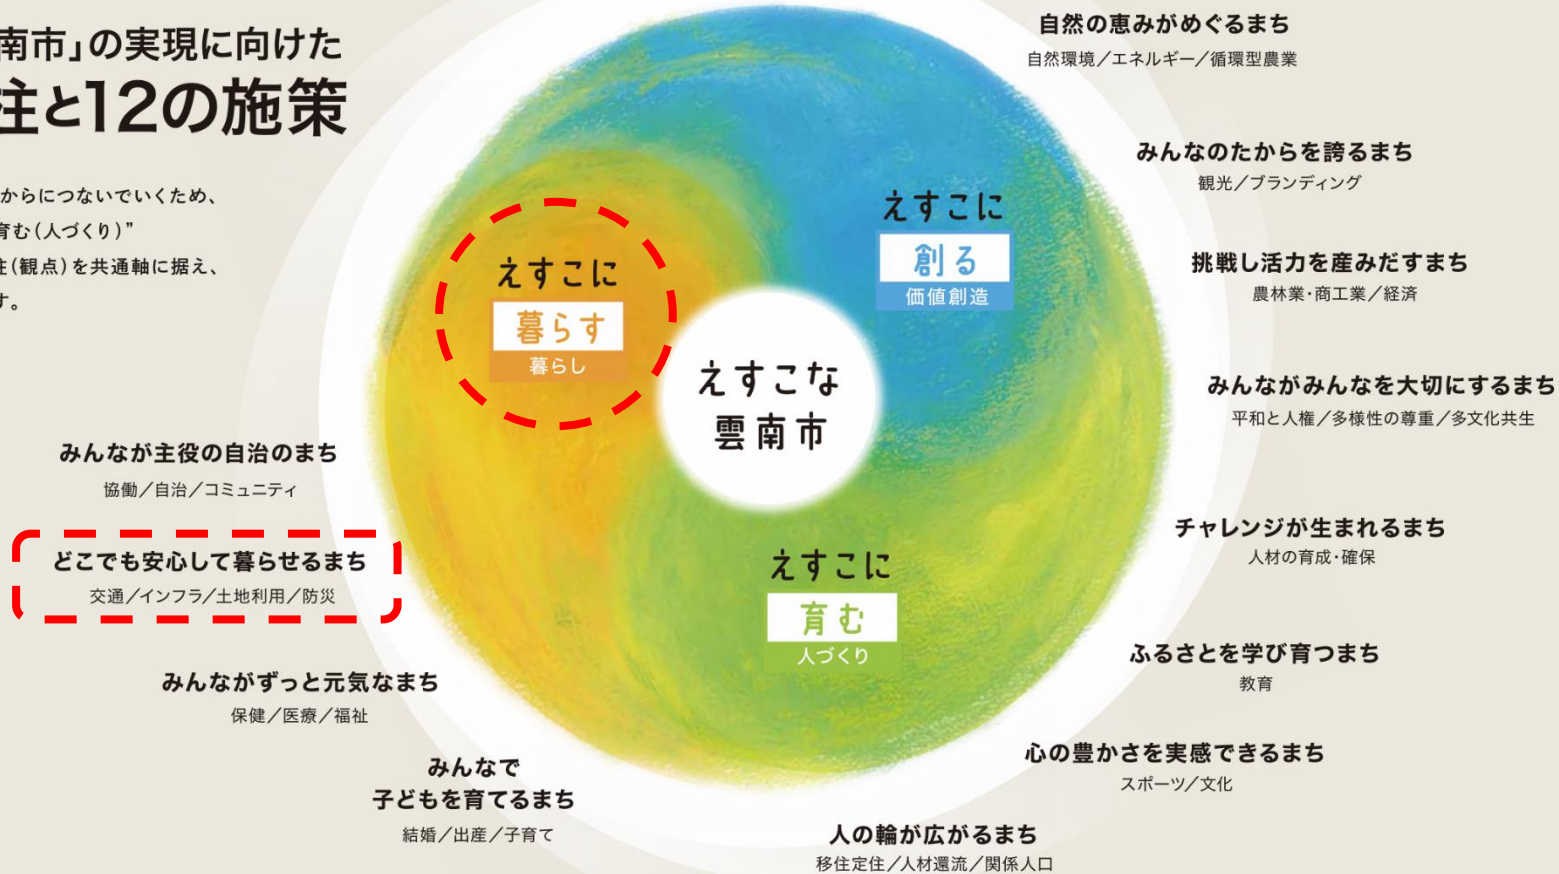 南市」の実現に向けた
柱と12の施策
からにつないでいくため、
育む(人づくり)”
柱(観点)を共通軸に据え、
す。
えすこに
暮らす
暮らし
えすこに
創る
価値創造
えすこな
雲南市
えすこに
育む
人づくり
自然の恵みがめぐるまち
自然環境/エネルギー/循環型農業
みんなのたからを誇るまち
観光/ブランディング
挑戦し活力を産みだすまち
農林業・商工業/経済
みんながみんなを大切にするまち
平和と人権/多様性の尊重/多文化共生
チャレンジが生まれるまち
人材の育成・確保
ふるさとを学び育つまち
教育
心の豊かさを実感できるまち
スポーツ/文化
人の輪が広がるまち
移住定住/人材還流/関係人口
みんなで
子どもを育てるまち
結婚/出産/子育て
みんながずっと元気なまち
保健/医療/福祉
どこでも安心して暮らせるまち
交通/インフラ/土地利用/防災
みんなが主役の自治のまち
協働/自治/コミュニティ